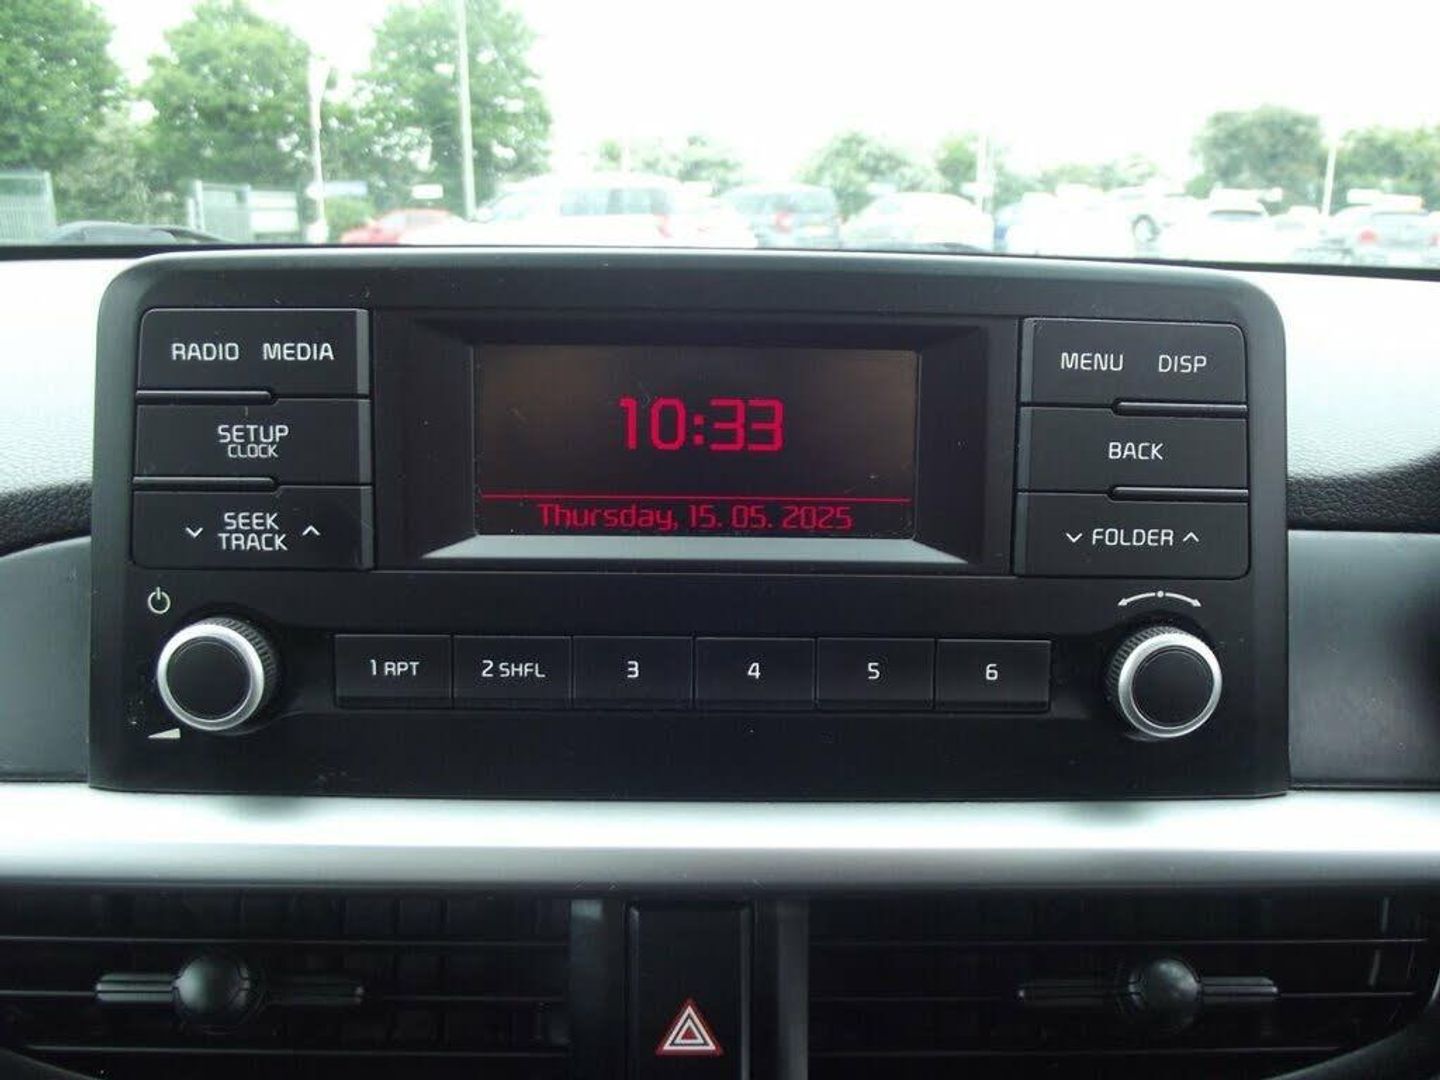 RADIO MEDIA
SETUP
CLOCK
SEEK
TRACK
10:33
Thursday, 15. 05. 2025
MENU DISP
BACK
FOLDER
1 RPT 2 SHFL 3 4 5 6